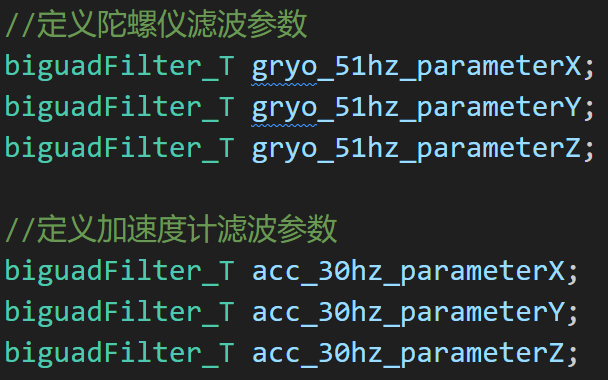 //定义陀螺仪滤波参数
biguadFilter_T gryo_51hz_parameterX;
biguadFilter_T gryo_51hz_parameterY;
biguadFilter_T gryo_51hz_parameterZ;
//定义加速度计滤波参数
biguadFilter_T acc_30hz_parameterX;
biguadFilter_T acc_30hz_parameterY;
biguadFilter_T acc_30hz_parameterZ;